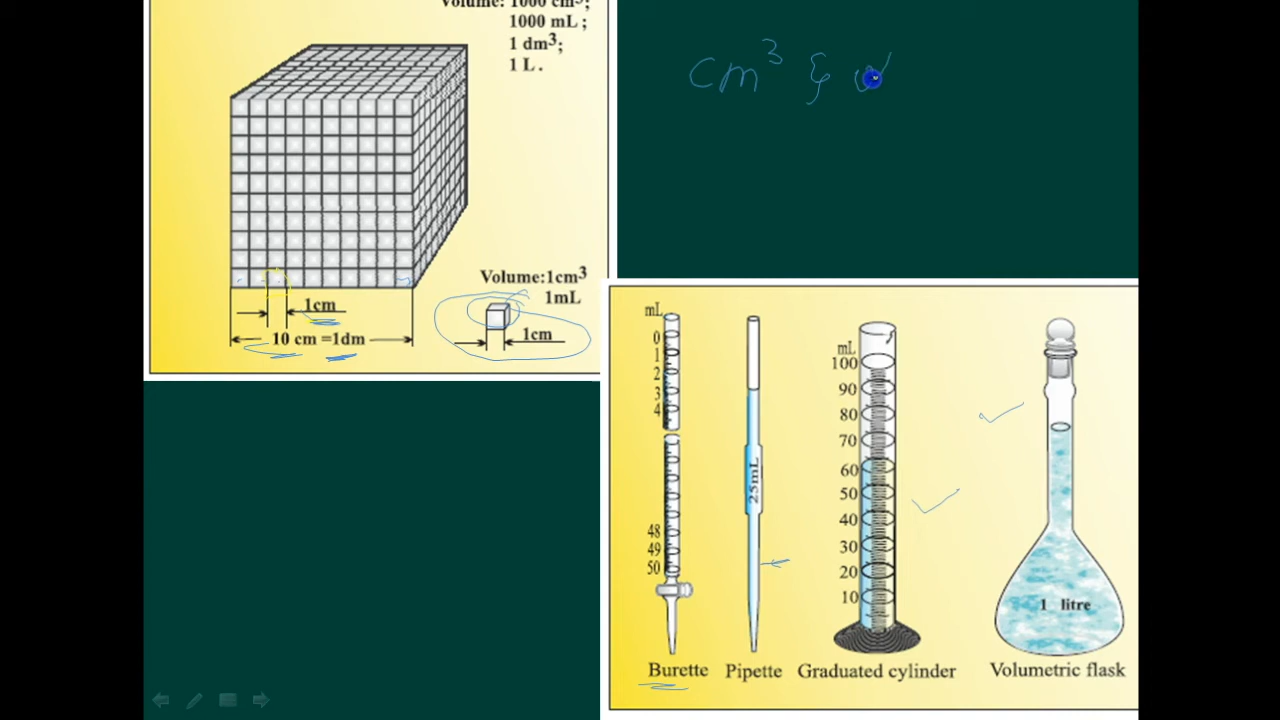 Volume: 1000 cm³;
1000 mL ;
1 dm³;
1 L .
Volume:1cm³
1mL
1cm
10 cm =1dm
1cm
cm³ &
mL
0
1
2
3
4
48
49
50
25mL
mL
100
90
80
70
60
50
40
30
20
10
1 litre
Burette
Pipette
Graduated cylinder
Volumetric flask